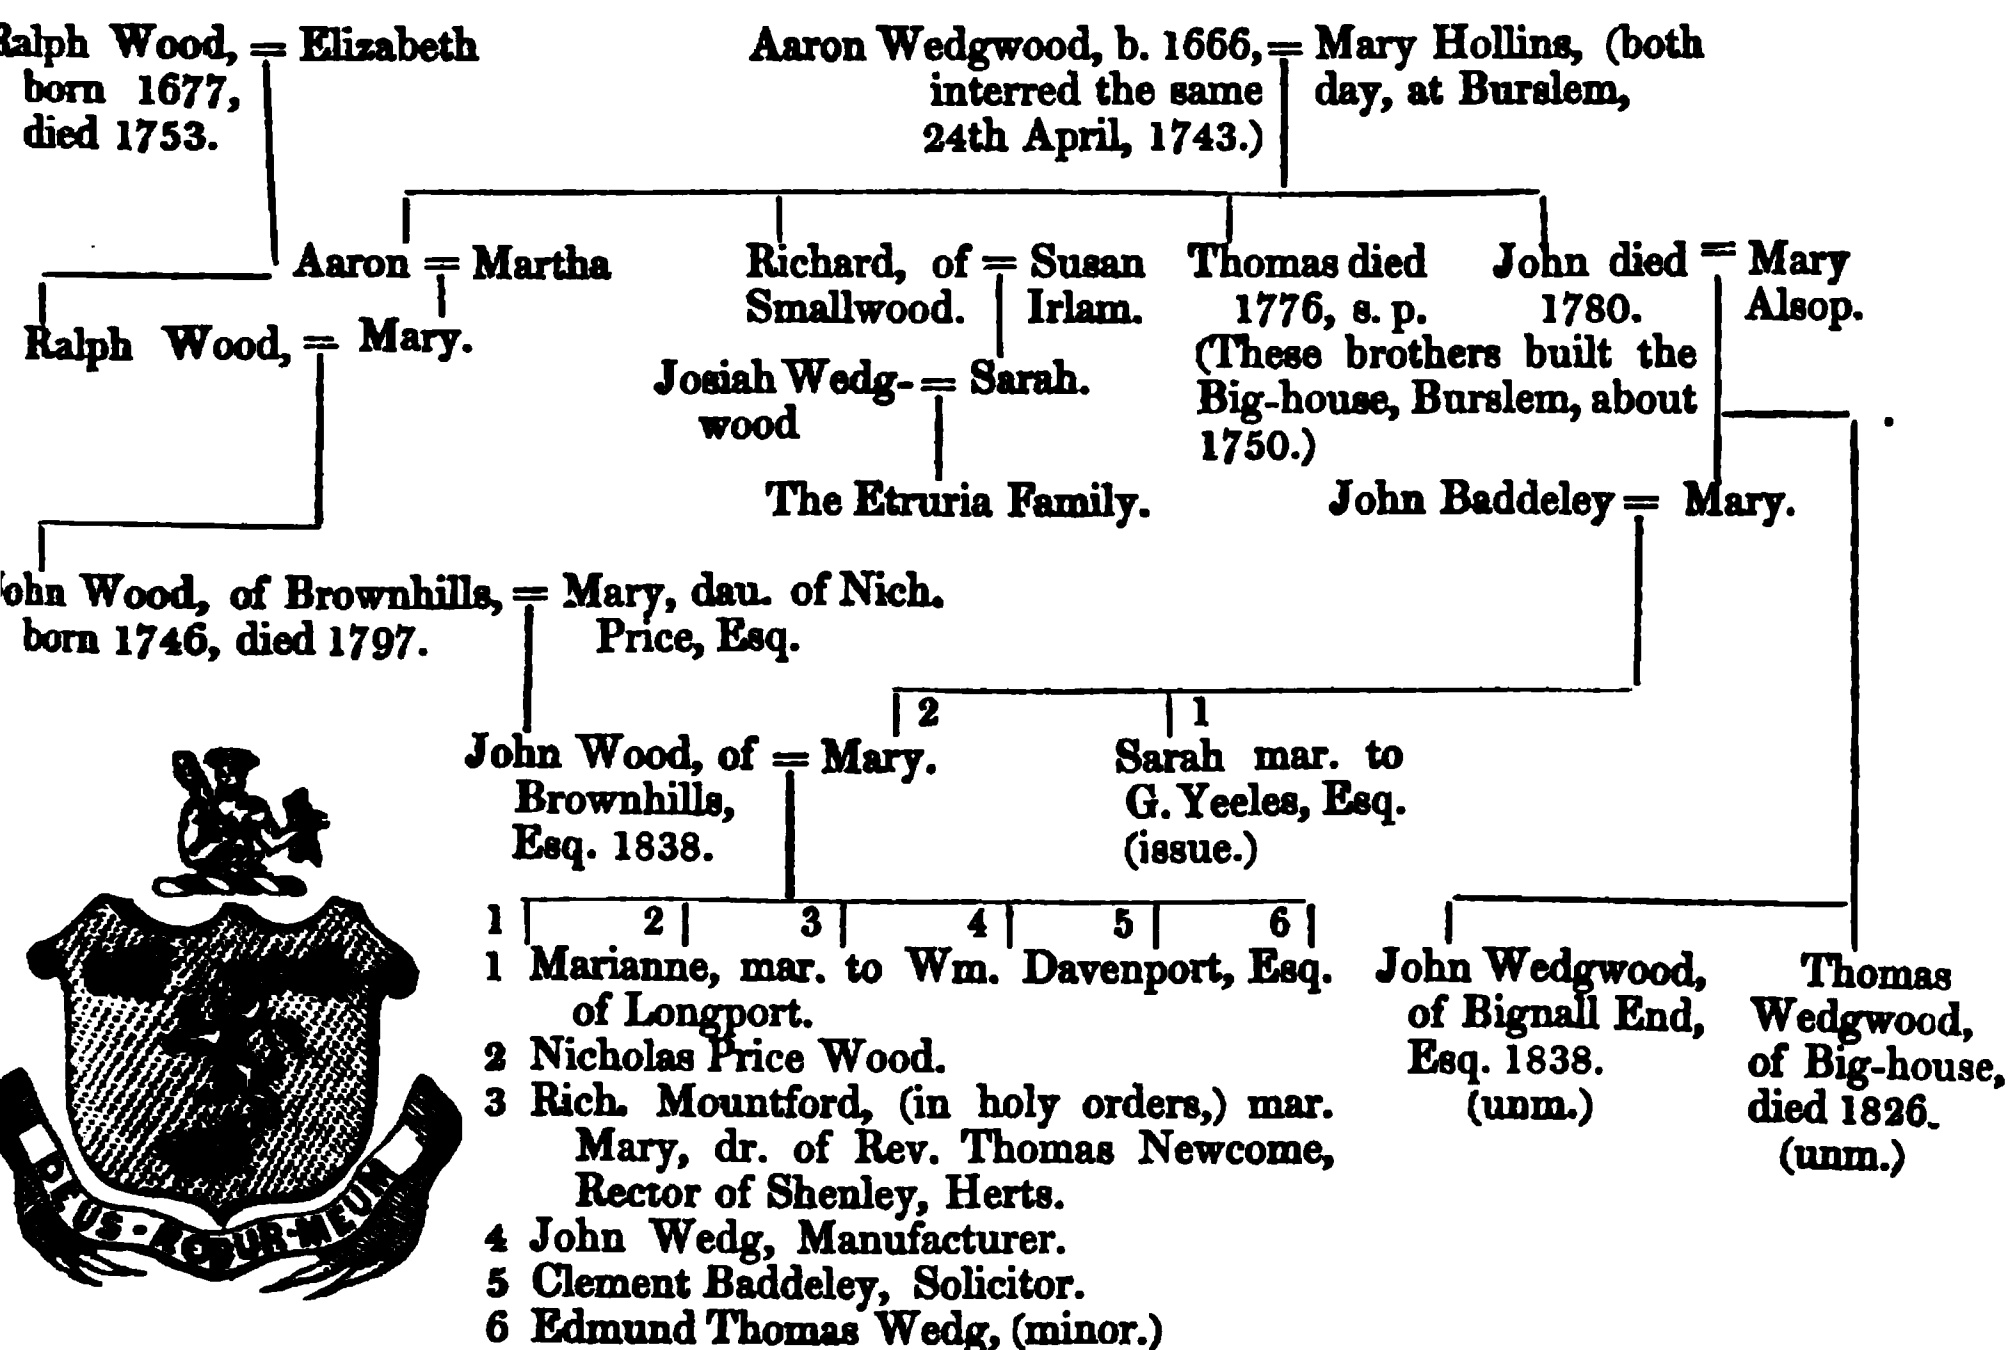 Ralph Wood, = Elizabeth
born 1677,
died 1753.
Aaron Wedgwood, b. 1666, = Mary Hollins, (both
interred the same day, at Burslem,
24th April, 1743.)
Aaron = Martha
Richard, of = Susan
Smallwood. Irlam.
Thomas died
1776, s. p.
John died = Mary
1780. Alsop.
(These brothers built the
Big-house, Burslem, about
1750.)
Ralph Wood, = Mary.
Josiah Wedg- = Sarah.
wood
The Etruria Family.
John Baddeley = Mary.
John Wood, of Brownhills, = Mary, dau. of Nich.
born 1746, died 1797. Price, Esq.
2 1
John Wood, of = Mary.
Brownhills,
Esq. 1838.
Sarah mar. to
G. Yeeles, Esq.
(issue.)
1 2 3 4 5 6
1 Marianne, mar. to Wm. Davenport, Esq.
of Longport.
2 Nicholas Price Wood.
3 Rich. Mountford, (in holy orders,) mar.
Mary, dr. of Rev. Thomas Newcome,
Rector of Shenley, Herts.
4 John Wedg, Manufacturer.
5 Clement Baddeley, Solicitor.
6 Edmund Thomas Wedg, (minor.)
John Wedgwood,
of Bignall End,
Esq. 1838.
(unm.)
Thomas
Wedgwood,
of Big-house,
died 1826.
(unm.)
DEUS-ROBUR-MEUM